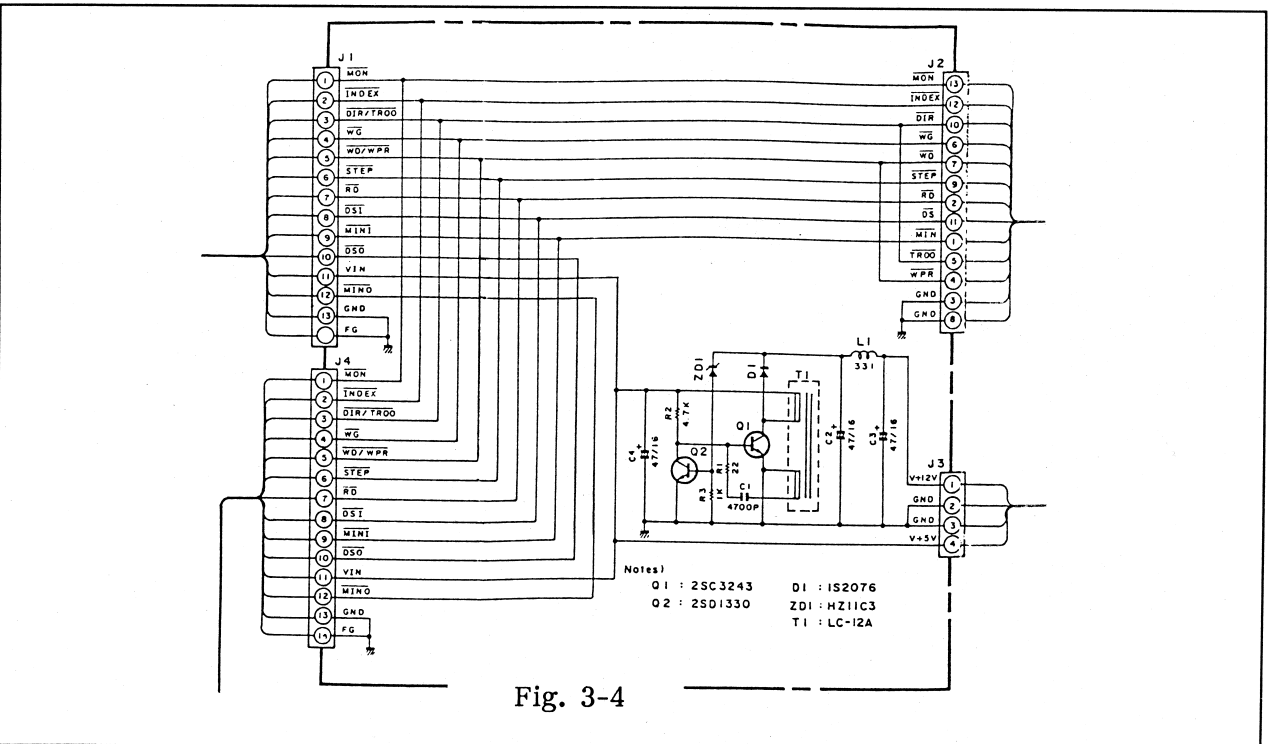 J1
1 MON
2 INDEX
3 DIR/TR00
4 WG
5 WD/WPR
6 STEP
7 RD
8 DSI
9 MINI
10 DSO
11 VIN
12 MINO
13 GND
FG
J4
1 MON
2 INDEX
3 DIR/TR00
4 WG
5 WD/WPR
6 STEP
7 RD
8 DSI
9 MINI
10 DSO
11 VIN
12 MINO
13 GND
14 FG
J2
MON 13
INDEX 12
DIR 10
WG 6
WD 7
STEP 9
RD 2
DS 11
MIN 1
TR00 5
WPR 4
GND 3
GND 8
L1
331
ZD1
D1
T1
R2
4.7K
Q1
C4
+
47/16
Q2
R1
22
R3
1K
C1
4700P
C2
+
47/16
C3
+
47/16
J3
V+12V 1
GND 2
GND 3
V+5V 4
Notes)
Q1 : 2SC3243 D1 : 1S2076
Q2 : 2SD1330 ZD1 : HZ11C3
T1 : LC-12A
Fig. 3-4